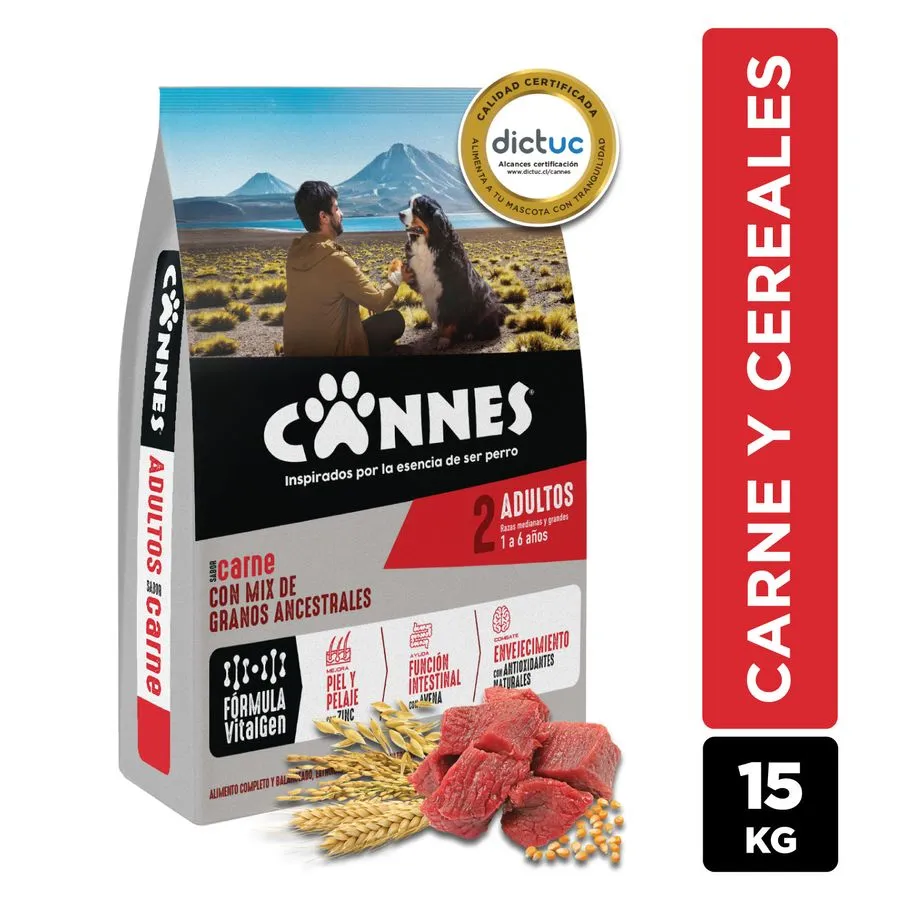 CALIDAD CERTIFICADA
dictuc
Alcances certificación
www.dictuc.cl/cannes
ALIMENTA A TU MASCOTA CON TRANQUILIDAD
CANNES
Inspirados por la esencia de ser perro
2 ADULTOS
Razas medianas y grandes
1 a 6 años
SABOR carne
CON MIX DE
GRANOS ANCESTRALES
FÓRMULA
VitalGen
MEJORA
PIEL Y
PELAJE
CON ZINC
AYUDA
FUNCIÓN
INTESTINAL
CON AVENA
COMBATE
ENVEJECIMIENTO
CON ANTIOXIDANTES
NATURALES
ALIMENTO COMPLETO Y BALANCEADO,
CANNES
ADULTOS SABOR carne
CARNE Y CEREALES
15
KG